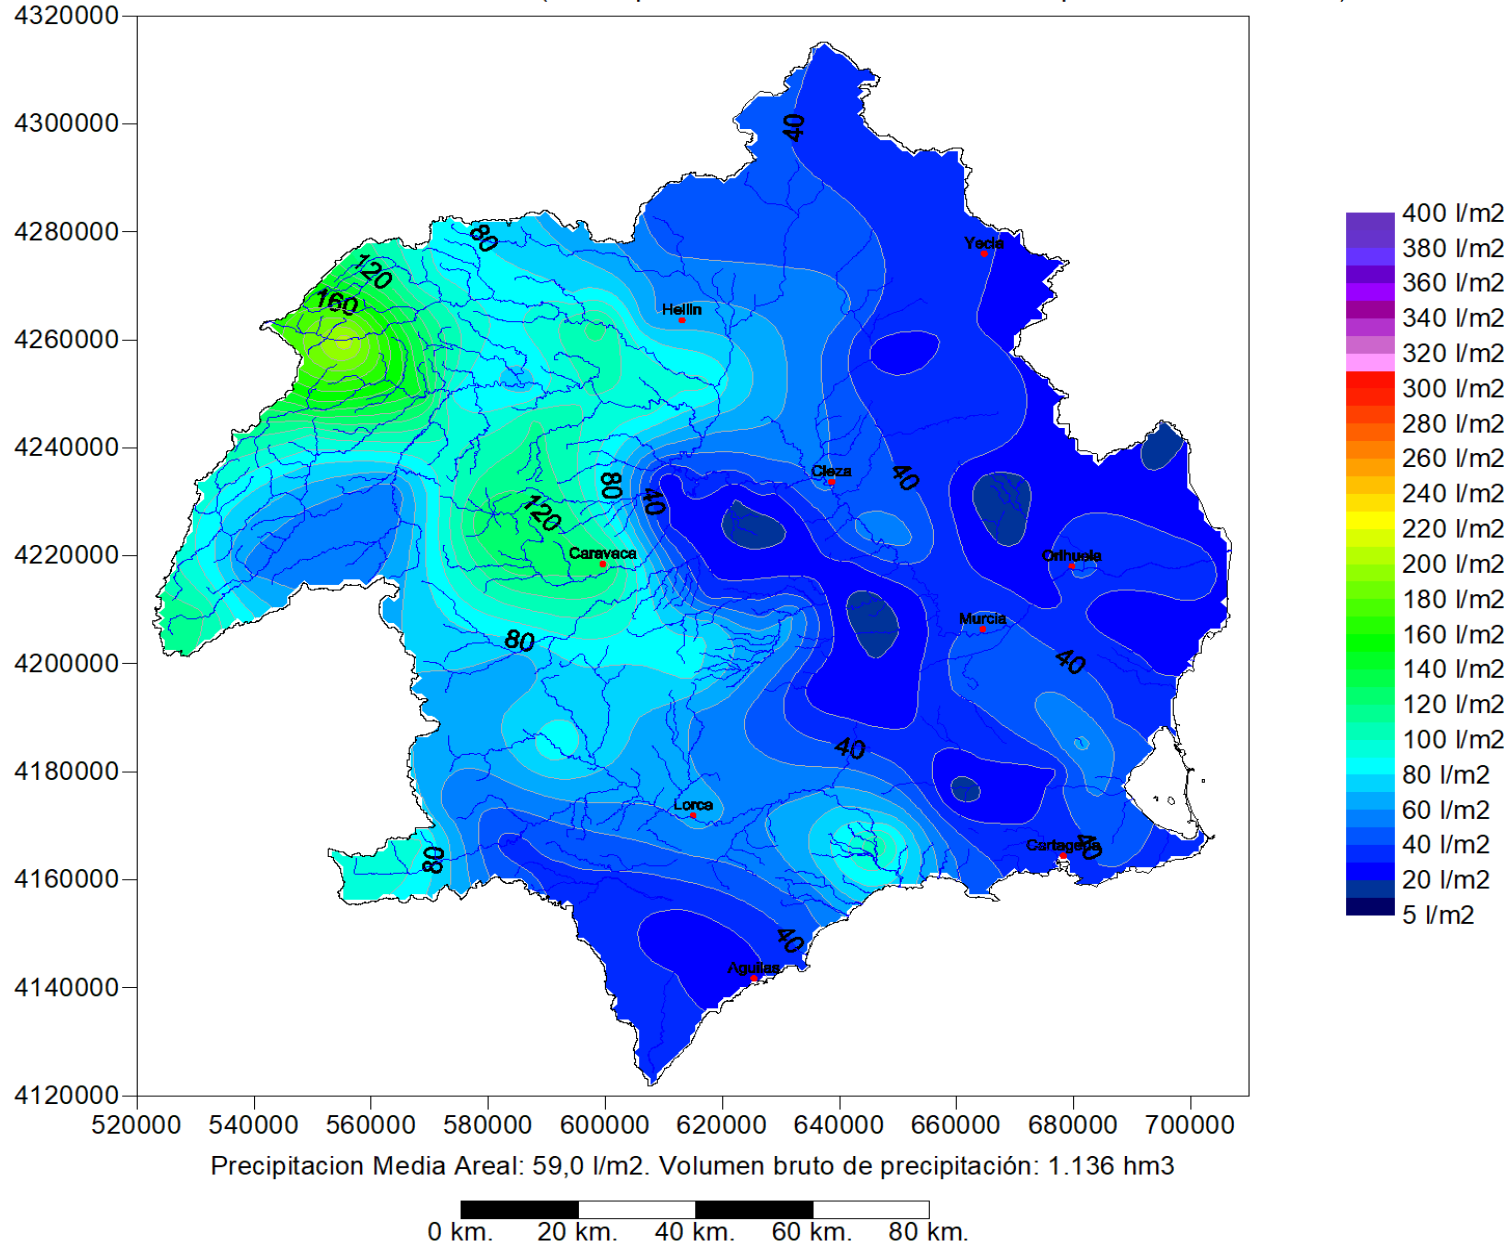 4320000
4300000
4280000
4260000
4240000
4220000
4200000
4180000
4160000
4140000
4120000
520000 540000 560000 580000 600000 620000 640000 660000 680000 700000
40
80
Yecla
120
160
Hellin
Cieza
40
80
40
120
Caravaca
Orihuela
Murcia
80
40
40
Lorca
Cartagena
40
80
40
Aguilas
400 l/m2
380 l/m2
360 l/m2
340 l/m2
320 l/m2
300 l/m2
280 l/m2
260 l/m2
240 l/m2
220 l/m2
200 l/m2
180 l/m2
160 l/m2
140 l/m2
120 l/m2
100 l/m2
80 l/m2
60 l/m2
40 l/m2
20 l/m2
5 l/m2
Precipitacion Media Areal: 59,0 l/m2. Volumen bruto de precipitación: 1.136 hm3
0 km. 20 km. 40 km. 60 km. 80 km.